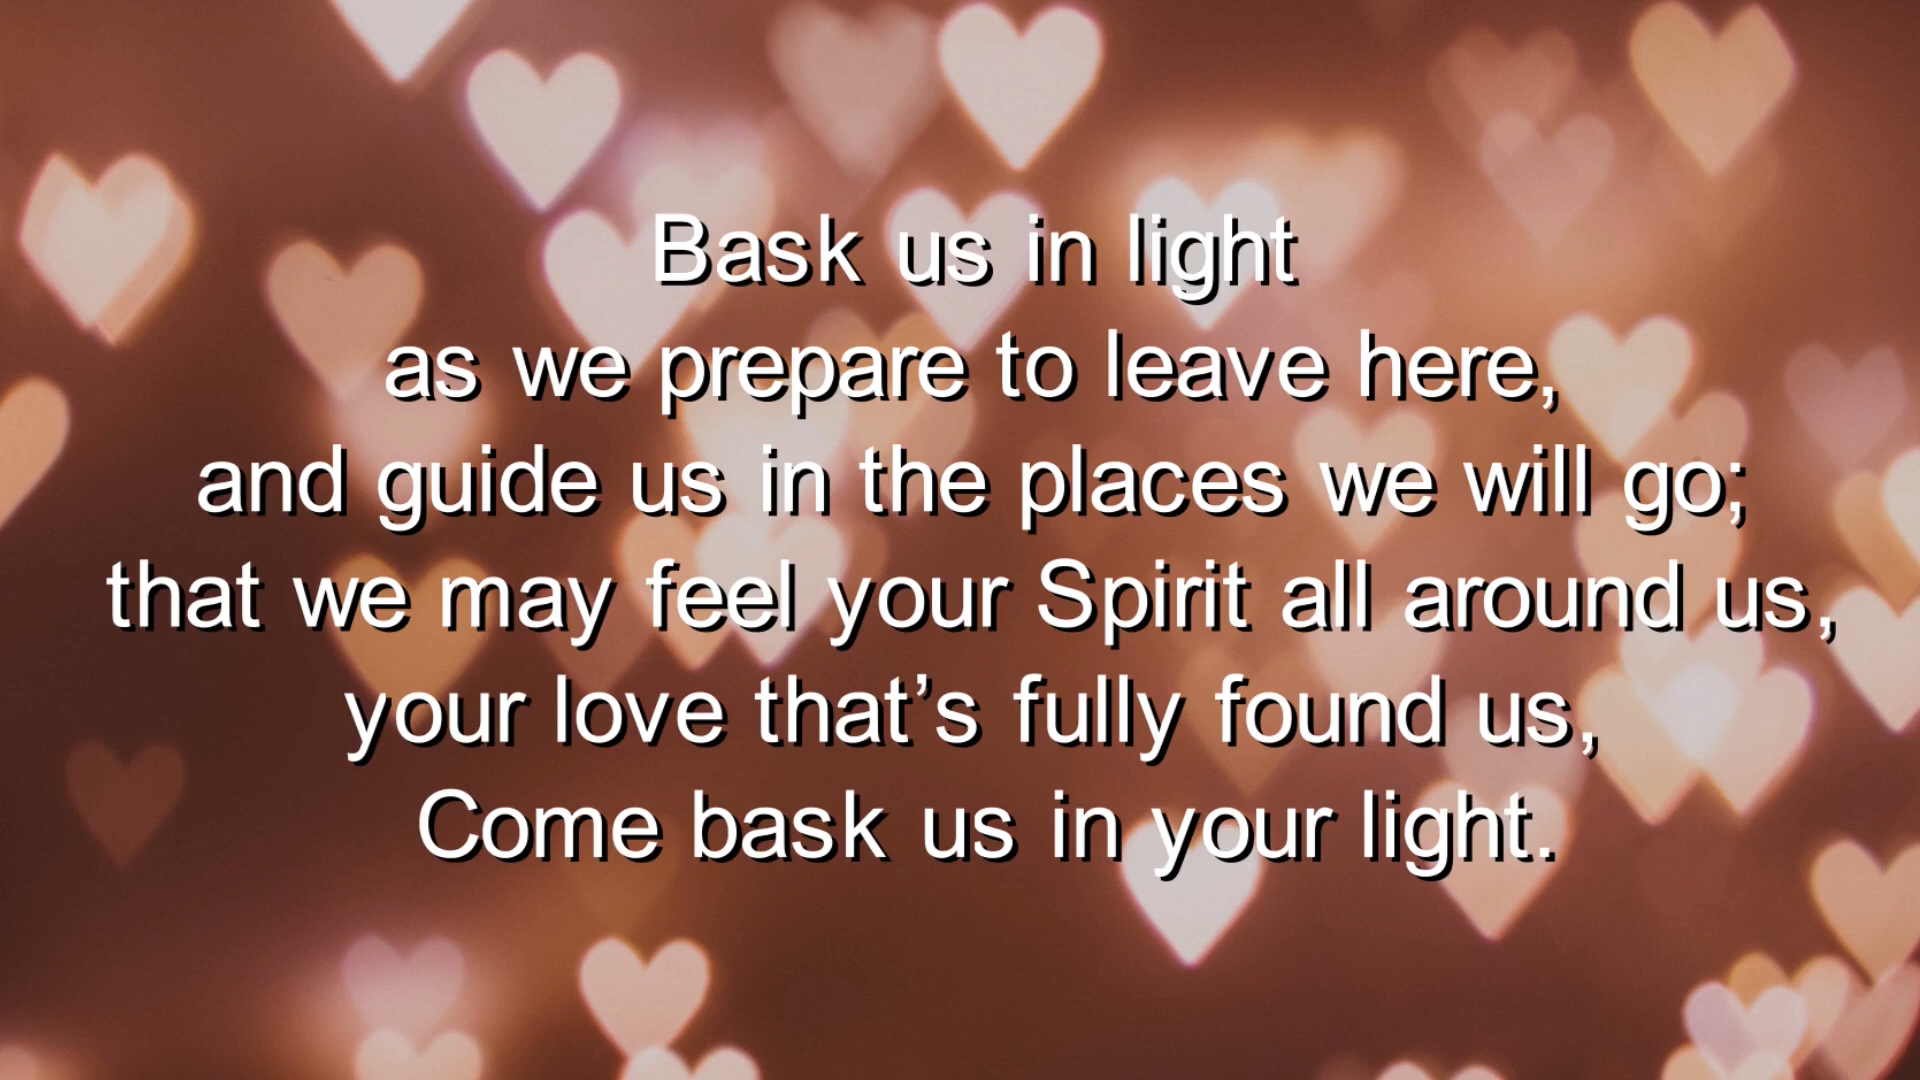 Bask us in light
as we prepare to leave here,
and guide us in the places we will go;
that we may feel your Spirit all around us,
your love that’s fully found us,
Come bask us in your light.